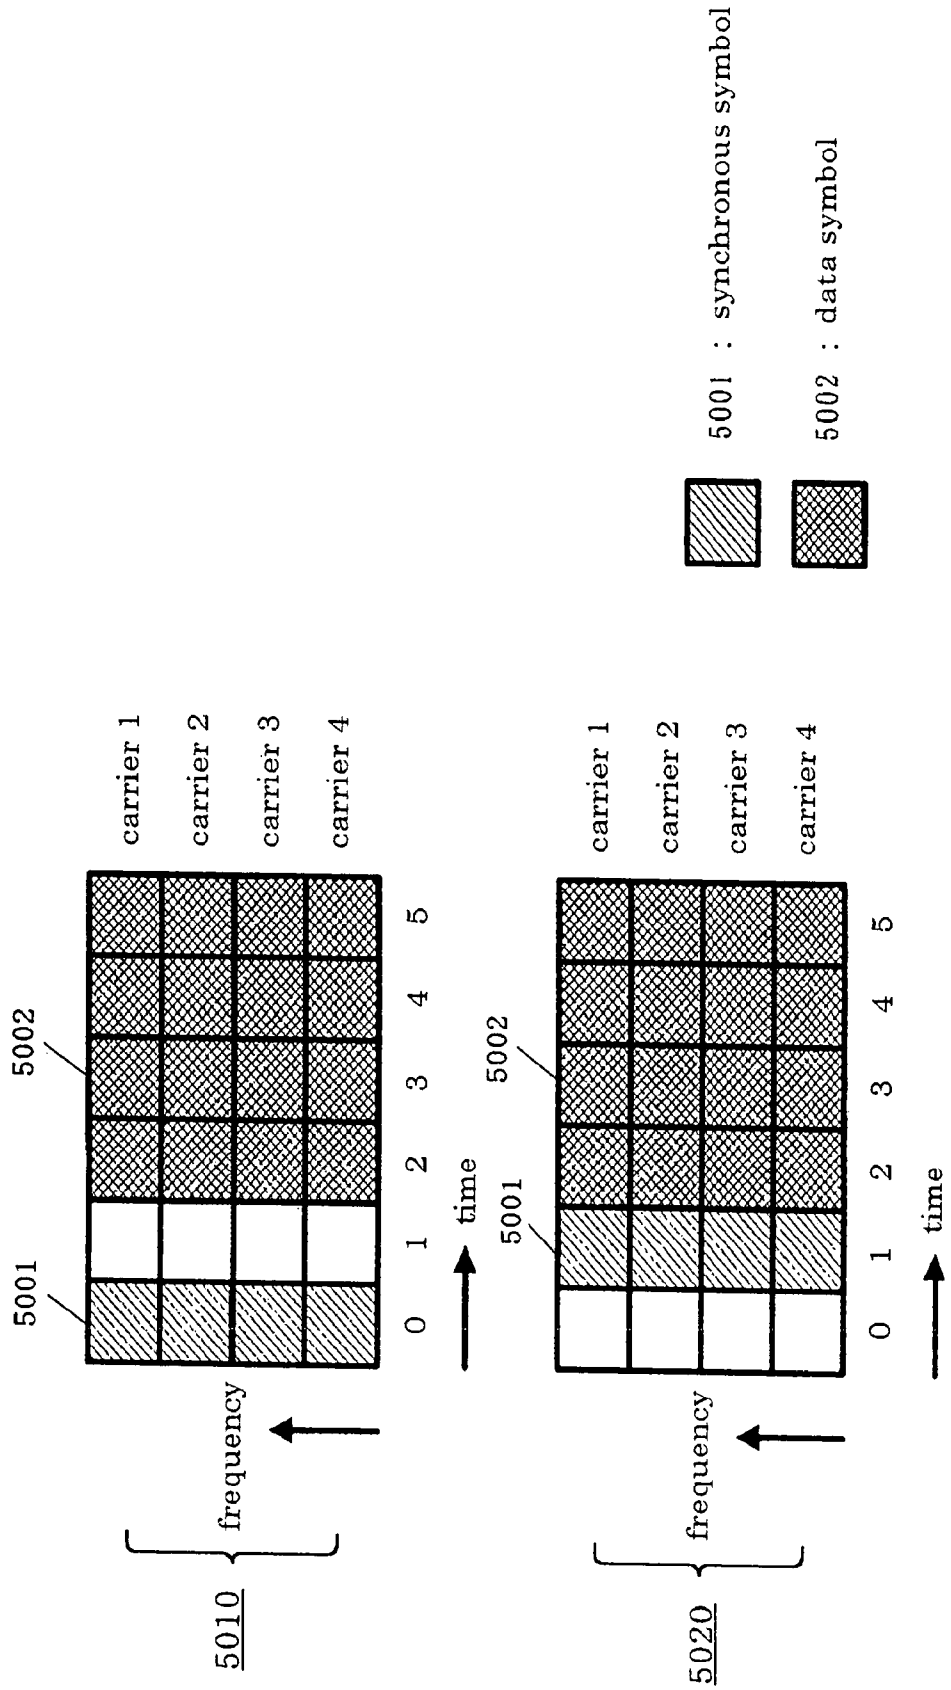 5001
5002
carrier 1
carrier 2
carrier 3
carrier 4
frequency
5010
0 1 2 3 4 5
time
5001
5002
carrier 1
carrier 2
carrier 3
carrier 4
frequency
5020
0 1 2 3 4 5
time
5001 : synchronous symbol
5002 : data symbol